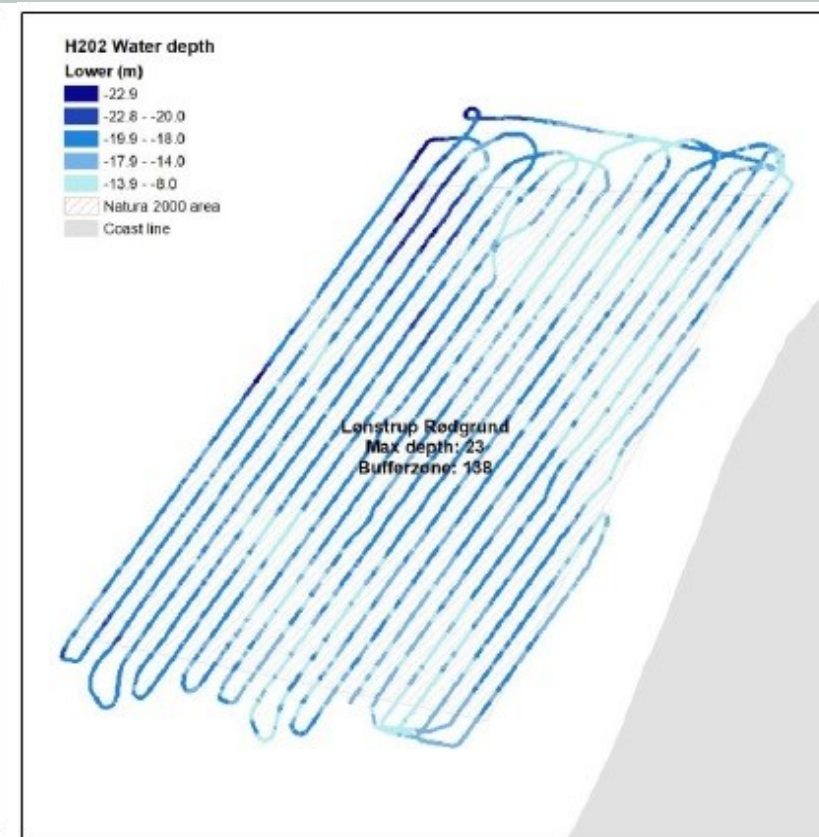 H202 Water depth
Lower (m)
-22.9
-22.8 - -20.0
-19.9 - -18.0
-17.9 - -14.0
-13.9 - -8.0
Natura 2000 area
Coast line
Lønstrup Rødgrund
Max depth: 23
Bufferzone: 138